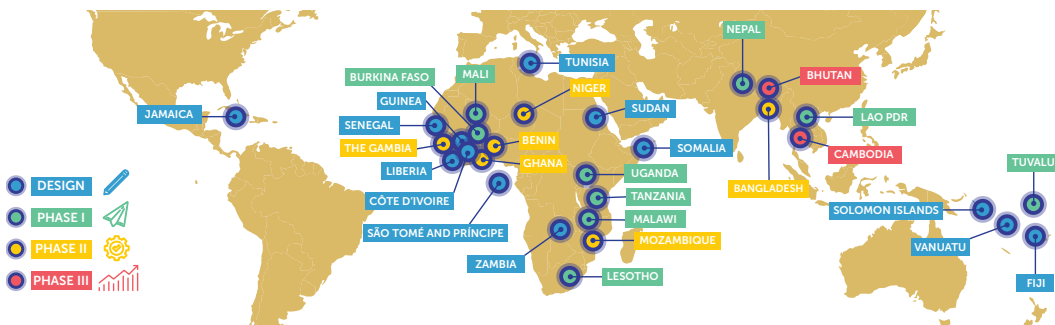 NEPAL
TUNISIA
BURKINA FASO
MALI
BHUTAN
NIGER
GUINEA
SUDAN
JAMAICA
LAO PDR
SENEGAL
THE GAMBIA
BENIN
SOMALIA
CAMBODIA
GHANA
TUVALU
LIBERIA
UGANDA
DESIGN
BANGLADESH
TANZANIA
CÔTE D'IVOIRE
SOLOMON ISLANDS
PHASE I
MALAWI
SÃO TOMÉ AND PRÍNCIPE
MOZAMBIQUE
VANUATU
PHASE II
ZAMBIA
LESOTHO
PHASE III
FIJI